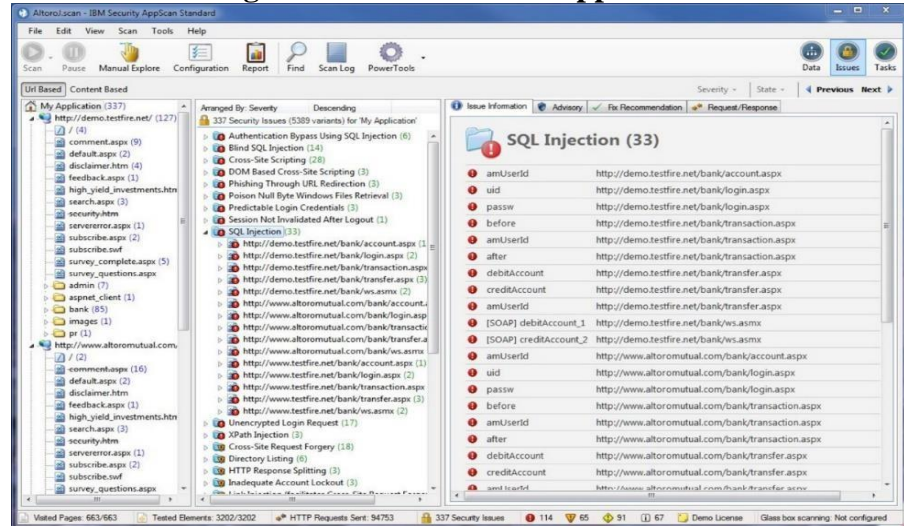 AltoroJ.scan - IBM Security AppScan Standard
File Edit View Scan Tools Help
Scan Pause Manual Explore Configuration Report Find Scan Log PowerTools Data Issues Tasks
Url Based Content Based Severity State Previous Next
My Application (337)
http://demo.testfire.net/ (127)
/ (4)
comment.aspx (9)
default.aspx (2)
disclaimer.htm (4)
feedback.aspx (1)
high_yield_investments.htm
search.aspx (3)
security.htm
servererror.aspx (1)
subscribe.aspx (2)
subscribe.swf
survey_complete.aspx (5)
survey_questions.aspx
admin (7)
aspnet_client (1)
bank (85)
images (1)
pr (1)
http://www.altoromutual.com/
/ (2)
comment.aspx (16)
default.aspx (2)
disclaimer.htm
feedback.aspx (1)
high_yield_investments.htn
search.aspx (3)
security.htm
servererror.aspx (1)
subscribe.aspx (2)
subscribe.swf
survey_questions.aspx
Arranged By: Severity Descending
337 Security Issues (5389 variants) for 'My Application'
Authentication Bypass Using SQL Injection (6)
Blind SQL Injection (14)
Cross-Site Scripting (28)
DOM Based Cross-Site Scripting (3)
Phishing Through URL Redirection (3)
Poison Null Byte Windows Files Retrieval (3)
Predictable Login Credentials (3)
Session Not Invalidated After Logout (1)
SQL Injection (33)
http://demo.testfire.net/bank/account.aspx (1
http://demo.testfire.net/bank/login.aspx (2)
http://demo.testfire.net/bank/transaction.aspx
http://demo.testfire.net/bank/transfer.aspx (3)
http://demo.testfire.net/bank/ws.asmx (2)
http://www.altoromutual.com/bank/account.
http://www.altoromutual.com/bank/login.asp
http://www.altoromutual.com/bank/transactic
http://www.altoromutual.com/bank/transfer.a
http://www.altoromutual.com/bank/ws.asmx
http://www.testfire.net/bank/account.aspx (1)
http://www.testfire.net/bank/login.aspx (2)
http://www.testfire.net/bank/transaction.aspx
http://www.testfire.net/bank/transfer.aspx (3)
http://www.testfire.net/bank/ws.asmx (2)
Unencrypted Login Request (17)
XPath Injection (3)
Cross-Site Request Forgery (18)
Directory Listing (6)
HTTP Response Splitting (3)
Inadequate Account Lockout (3)
Issue Information Advisory Fix Recommendation Request/Response
SQL Injection (33)
amUserId http://demo.testfire.net/bank/account.aspx
uid http://demo.testfire.net/bank/login.aspx
passw http://demo.testfire.net/bank/login.aspx
before http://demo.testfire.net/bank/transaction.aspx
amUserId http://demo.testfire.net/bank/transaction.aspx
after http://demo.testfire.net/bank/transaction.aspx
debitAccount http://demo.testfire.net/bank/transfer.aspx
creditAccount http://demo.testfire.net/bank/transfer.aspx
amUserId http://demo.testfire.net/bank/transfer.aspx
[SOAP] debitAccount_1 http://demo.testfire.net/bank/ws.asmx
[SOAP] creditAccount_2 http://demo.testfire.net/bank/ws.asmx
amUserId http://www.altoromutual.com/bank/account.aspx
uid http://www.altoromutual.com/bank/login.aspx
passw http://www.altoromutual.com/bank/login.aspx
before http://www.altoromutual.com/bank/transaction.aspx
amUserId http://www.altoromutual.com/bank/transaction.aspx
after http://www.altoromutual.com/bank/transaction.aspx
debitAccount http://www.altoromutual.com/bank/transfer.aspx
creditAccount http://www.altoromutual.com/bank/transfer.aspx
amUserId http://www.altoromutual.com/bank/transfer.aspx
Visited Pages: 663/663 Tested Elements: 3202/3202 HTTP Requests Sent: 94753 337 Security Issues 114 65 91 67 Demo License Glass box scanning: Not configured